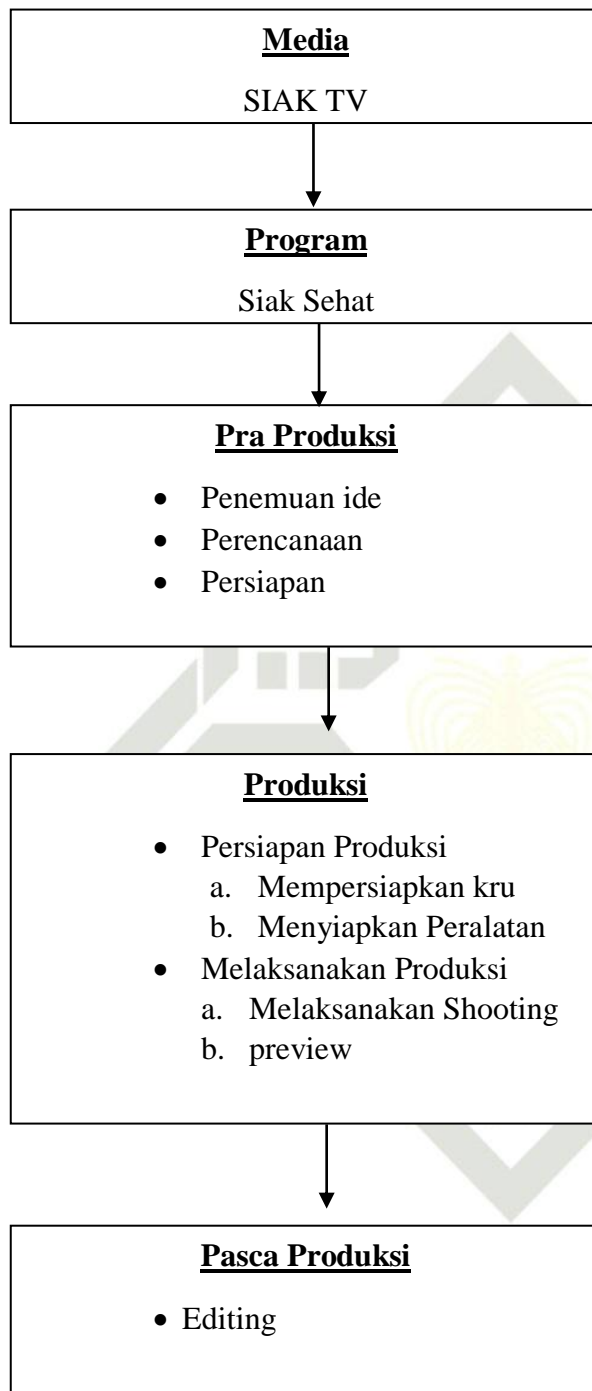 Media
SIAK TV
Program
Siak Sehat
Pra Produksi
• Penemuan ide
• Perencanaan
• Persiapan
Produksi
• Persiapan Produksi
a. Mempersiapkan kru
b. Menyiapkan Peralatan
• Melaksanakan Produksi
a. Melaksanakan Shooting
b. preview
Pasca Produksi
• Editing